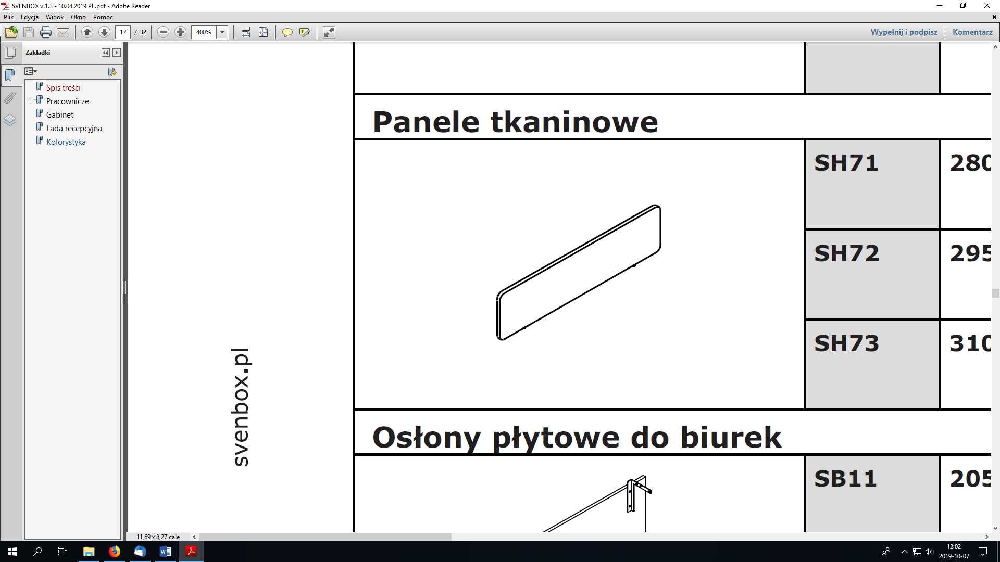 SVENBOX v.1.3 - 10.04.2019 PL.pdf - Adobe Reader
Plik Edycja Widok Okno Pomoc
17 / 32 400% Wypełnij i podpisz Komentarz
Zakładki
Spis treści
Pracownicze
Gabinet
Lada recepcyjna
Kolorystyka
svenbox.pl
Panele tkaninowe
SH71 280
SH72 295
SH73 310
Osłony płytowe do biurek
SB11 205
11,69 x 8,27 cale
12:02
2019-10-07